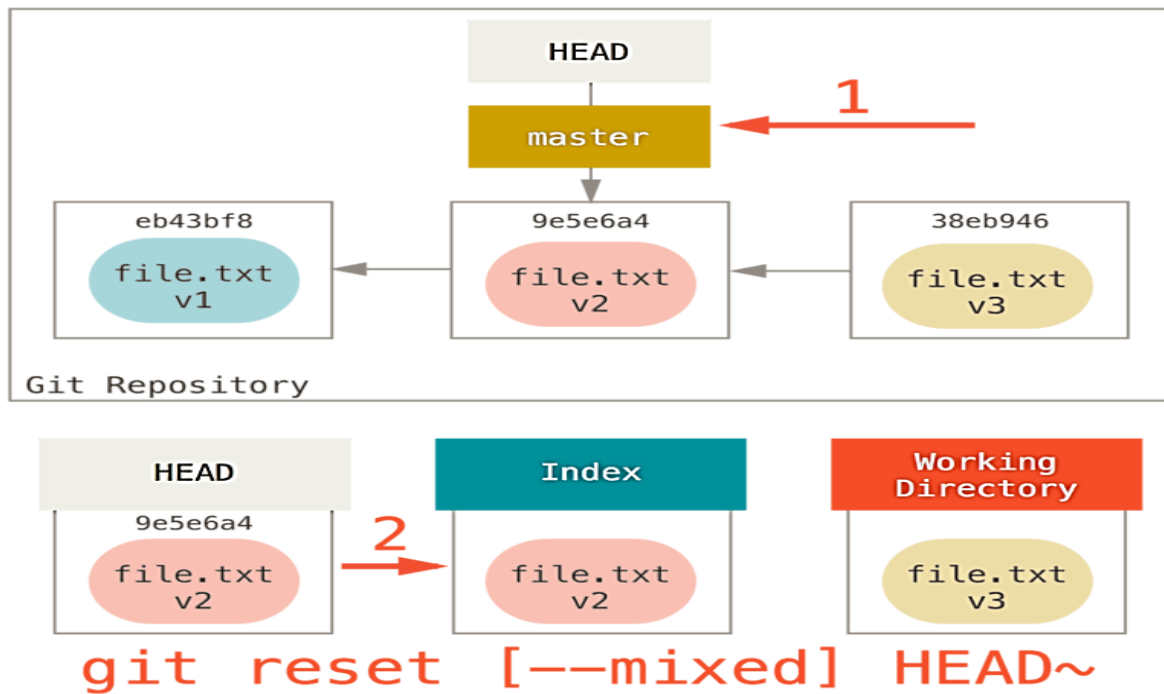 HEAD
1
master
eb43bf8
file.txt
v1
9e5e6a4
file.txt
v2
38eb946
file.txt
v3
Git Repository
HEAD
9e5e6a4
file.txt
v2
2
Index
file.txt
v2
Working
Directory
file.txt
v3
git reset [--mixed] HEAD~